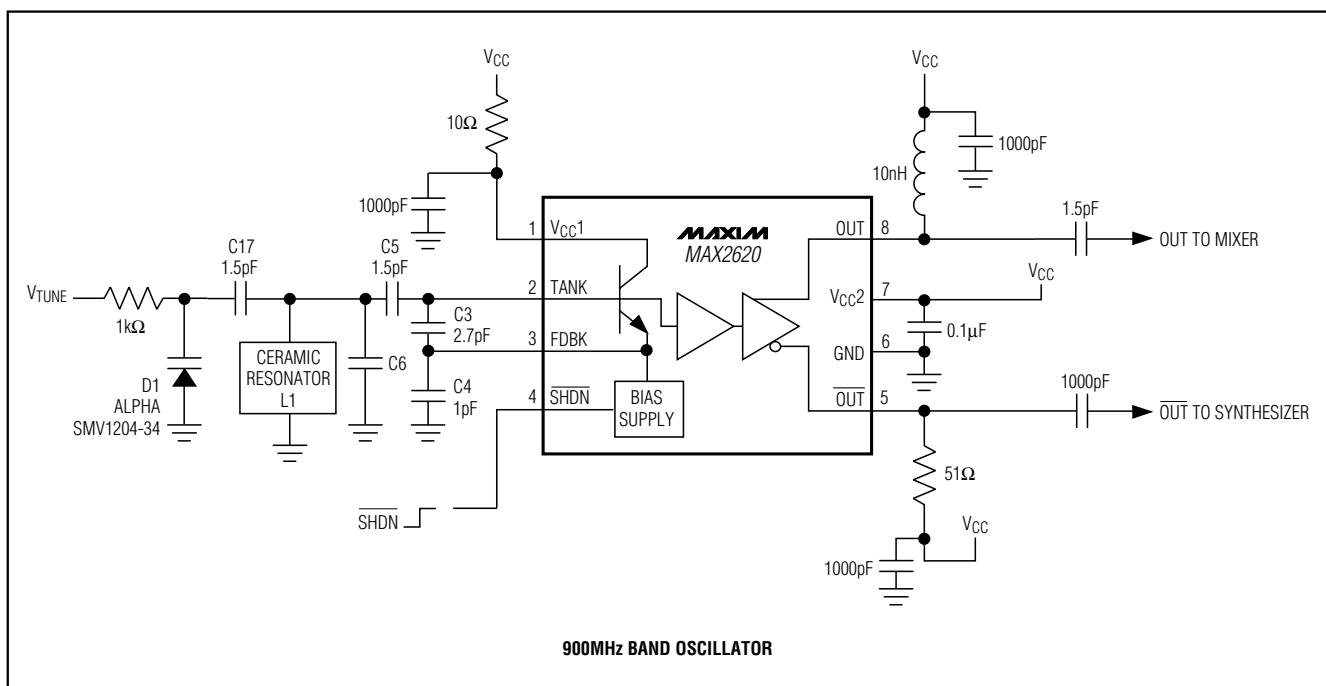 VCC
10Ω
1000pF
VCC
1000pF
10nH
1.5pF
OUT TO MIXER
C17
1.5pF
C5
1.5pF
VTUNE
1kΩ
D1
ALPHA
SMV1204-34
CERAMIC
RESONATOR
L1
C6
C3
2.7pF
C4
1pF
1 VCC1
2 TANK
3 FDBK
4 SHDN
MAXIM
MAX2620
BIAS
SUPPLY
OUT 8
VCC2 7
GND 6
OUT 5
VCC
0.1µF
1000pF
OUT TO SYNTHESIZER
51Ω
VCC
1000pF
SHDN
900MHz BAND OSCILLATOR